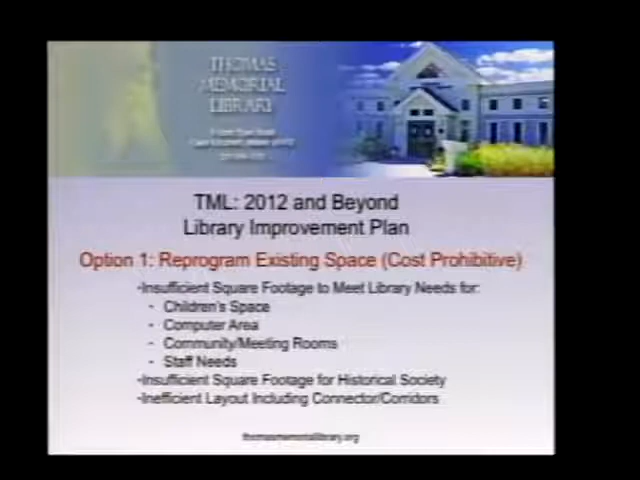 THOMAS
MEMORIAL
LIBRARY
TML: 2012 and Beyond
Library Improvement Plan
Option 1: Reprogram Existing Space (Cost Prohibitive)
•Insufficient Square Footage to Meet Library Needs for:
- Children's Space
- Computer Area
- Community/Meeting Rooms
- Staff Needs
•Insufficient Square Footage for Historical Society
•Inefficient Layout Including Connector/Corridors
thomasmemoriallibrary.org